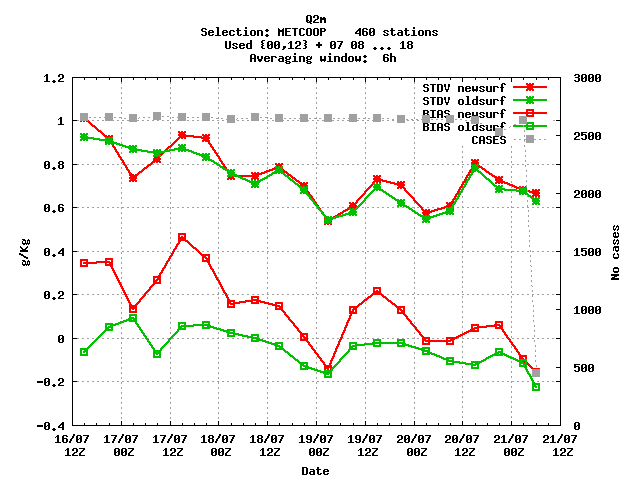 Q2m
Selection: METCOOP    460 stations
Used {00,12} + 07 08 ... 18
Averaging window:  6h
STDV newsurf
STDV oldsurf
BIAS newsurf
BIAS oldsurf
CASES
1.2
1
0.8
0.6
0.4
0.2
0
-0.2
-0.4
g/Kg
3000
2500
2000
1500
1000
500
0
No cases
16/07 17/07 17/07 18/07 18/07 19/07 19/07 20/07 20/07 21/07 21/07
12Z 00Z 12Z 00Z 12Z 00Z 12Z 00Z 12Z 00Z 12Z
Date